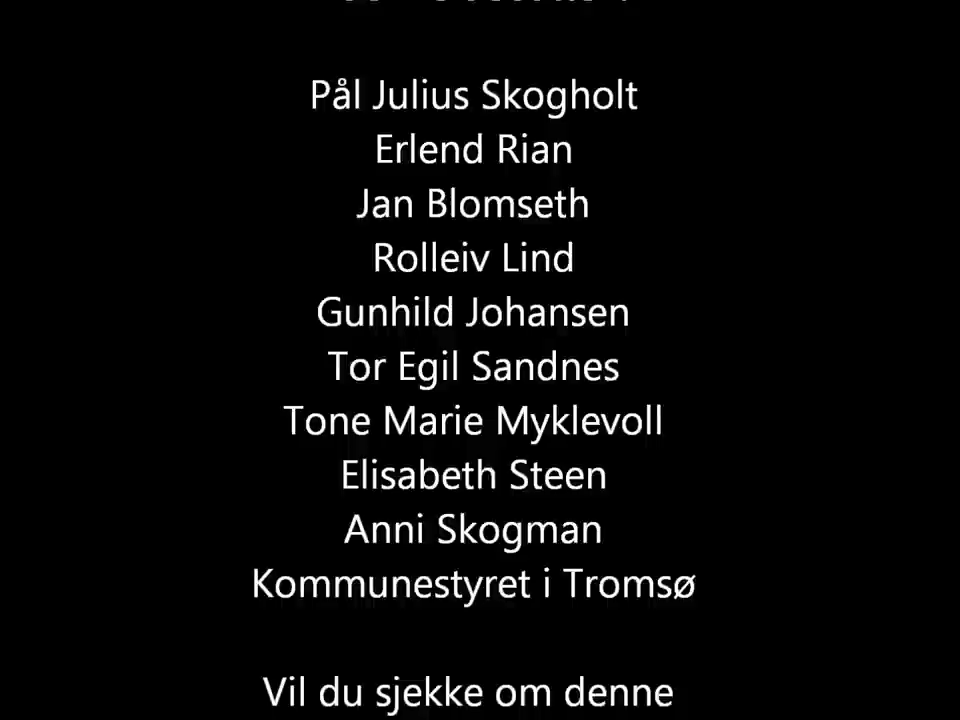 Pål Julius Skogholt
Erlend Rian
Jan Blomseth
Rolleiv Lind
Gunhild Johansen
Tor Egil Sandnes
Tone Marie Myklevoll
Elisabeth Steen
Anni Skogman
Kommunestyret i Tromsø
Vil du sjekke om denne